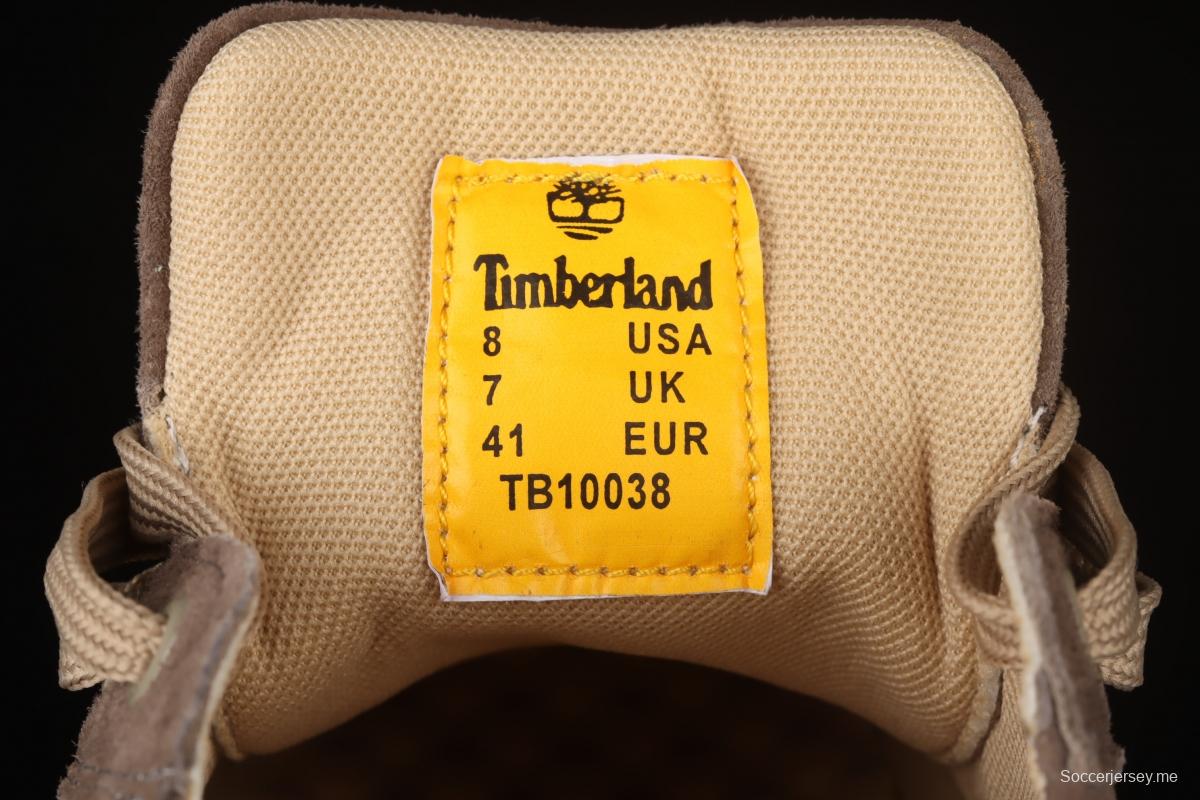 Timberland
8 USA
7 UK
41 EUR
TB10038
Soccerjersey.me